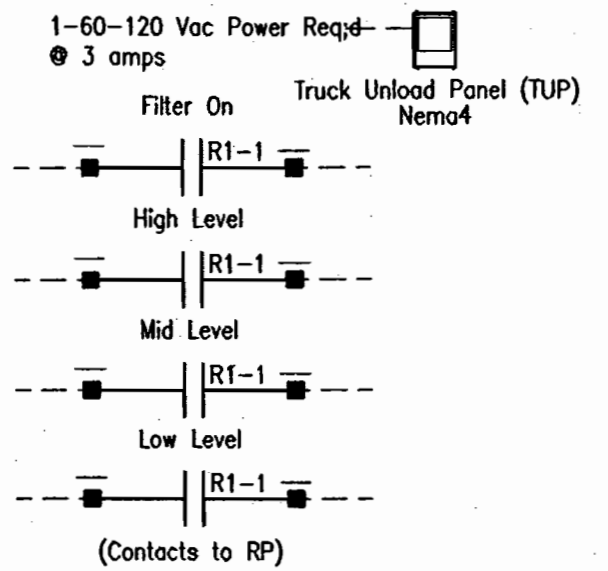 1-60-120 Vac Power Req;d
@ 3 amps
Truck Unload Panel (TUP)
Nema4
Filter On
R1-1
High Level
R1-1
Mid Level
R1-1
Low Level
R1-1
(Contacts to RP)